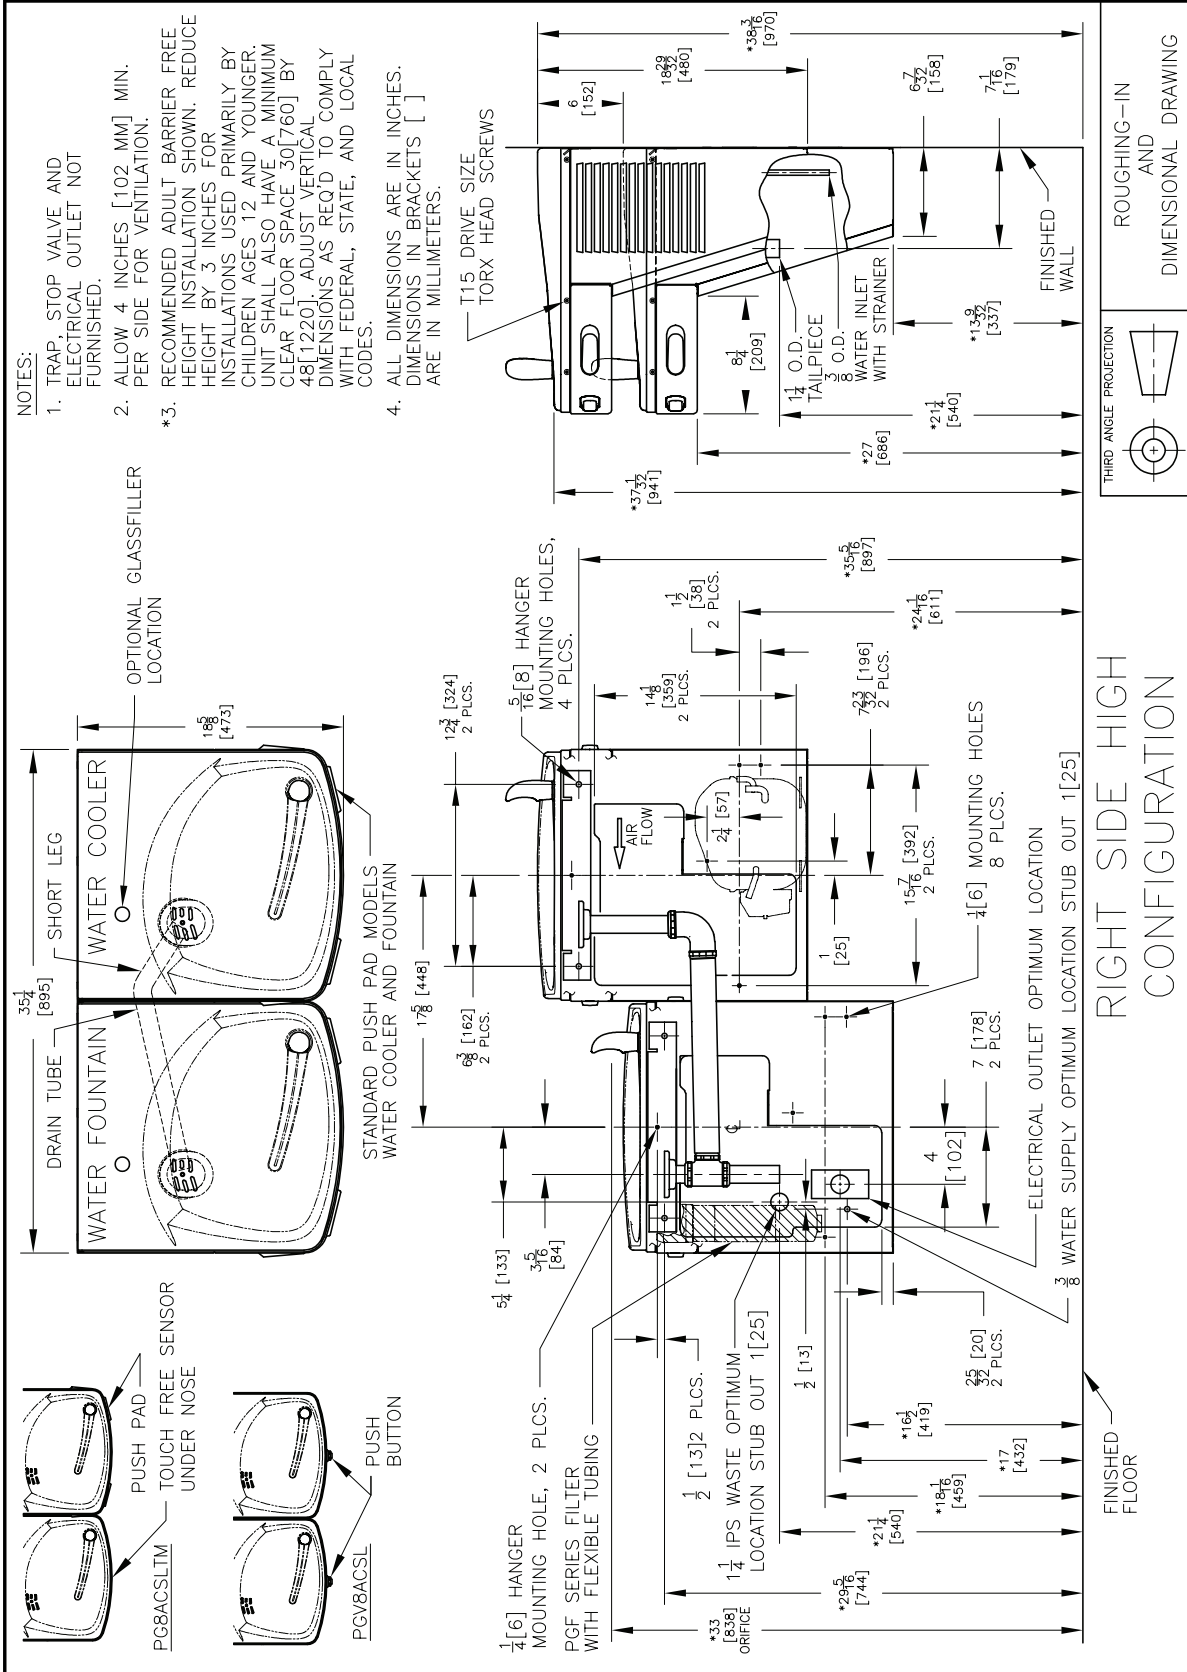 NOTES:
1. TRAP, STOP VALVE AND
ELECTRICAL OUTLET NOT
FURNISHED.
2. ALLOW 4 INCHES [102 MM] MIN.
PER SIDE FOR VENTILATION.
*3. RECOMMENDED ADULT BARRIER FREE
HEIGHT INSTALLATION SHOWN. REDUCE
HEIGHT BY 3 INCHES FOR
INSTALLATIONS USED PRIMARILY BY
CHILDREN AGES 12 AND YOUNGER.
UNIT SHALL ALSO HAVE A MINIMUM
CLEAR FLOOR SPACE 30[760] BY
48[1220]. ADJUST VERTICAL
DIMENSIONS AS REQ'D TO COMPLY
WITH FEDERAL, STATE, AND LOCAL
CODES.
4. ALL DIMENSIONS ARE IN INCHES.
DIMENSIONS IN BRACKETS [ ]
ARE IN MILLIMETERS.
PUSH PAD
TOUCH FREE SENSOR
UNDER NOSE
PG8ACSLTM
PUSH
BUTTON
PGV8ACSL
35 1/4
[895]
DRAIN TUBE
SHORT LEG
WATER FOUNTAIN
WATER COOLER
OPTIONAL GLASSFILLER
LOCATION
18 5/8
[473]
STANDARD PUSH PAD MODELS
WATER COOLER AND FOUNTAIN
T15 DRIVE SIZE
TORX HEAD SCREWS
6
[152]
18 29/32
[480]
*38 3/16
[970]
6 7/32
[158]
7 1/16
[179]
8 1/4
[209]
1 1/4 O.D.
TAILPIECE
3/8 O.D.
WATER INLET
WITH STRAINER
*13 9/32
[337]
*21 1/4
[540]
*27
[686]
*37 1/32
[941]
FINISHED
WALL
12 3/4 [324]
2 PLCS.
17 5/8 [448]
6 3/8 [162]
2 PLCS.
5/16 [8] HANGER
MOUNTING HOLES,
4 PLCS.
14 1/8
[359]
2 PLCS.
1 1/2
[38]
2 PLCS.
*35 5/16
[897]
*24 1/16
[611]
7 23/32 [196]
2 PLCS.
AIR
FLOW
2 1/4 [57]
15 7/16 [392]
2 PLCS.
1
[25]
1/4 [6] MOUNTING HOLES
8 PLCS.
7 [178]
2 PLCS.
4
[102]
ELECTRICAL OUTLET OPTIMUM LOCATION
3/8 WATER SUPPLY OPTIMUM LOCATION STUB OUT 1[25]
5 1/4 [133]
3 5/16
[84]
1/4 [6] HANGER
MOUNTING HOLE, 2 PLCS.
PGF SERIES FILTER
WITH FLEXIBLE TUBING
1/2 [13]2 PLCS.
1 1/4 IPS WASTE OPTIMUM
LOCATION STUB OUT 1[25]
1/2 [13]
25/32 [20]
2 PLCS.
*16 1/2
[419]
*17
[432]
*18 1/16
[459]
*21 1/4
[540]
*29 5/16
[744]
*33
[838]
ORIFICE
FINISHED
FLOOR
RIGHT SIDE HIGH
CONFIGURATION
THIRD ANGLE PROJECTION
ROUGHING-IN
AND
DIMENSIONAL DRAWING